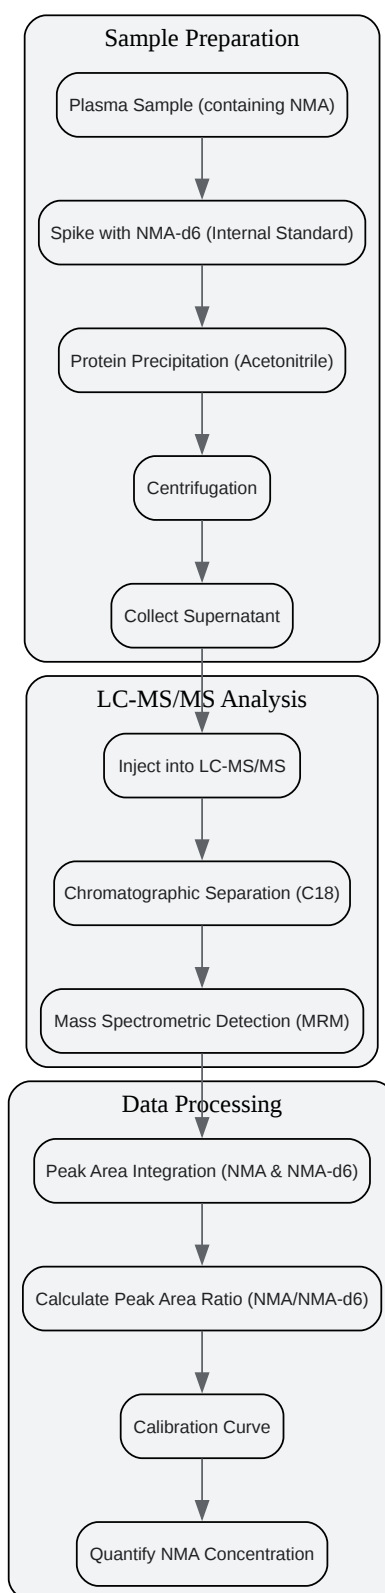 Sample Preparation
Plasma Sample (containing NMA)
Spike with NMA-d6 (Internal Standard)
Protein Precipitation (Acetonitrile)
Centrifugation
Collect Supernatant
LC-MS/MS Analysis
Inject into LC-MS/MS
Chromatographic Separation (C18)
Mass Spectrometric Detection (MRM)
Data Processing
Peak Area Integration (NMA & NMA-d6)
Calculate Peak Area Ratio (NMA/NMA-d6)
Calibration Curve
Quantify NMA Concentration